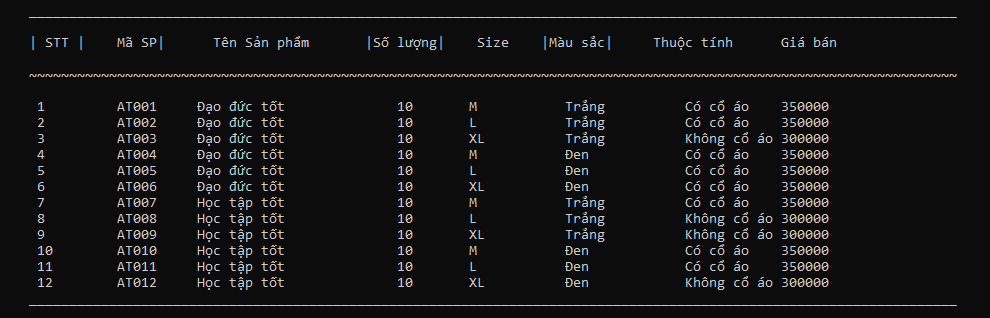 | STT |    Mã SP|      Tên Sản phẩm       |Số lượng|    Size    |Màu sắc|     Thuộc tính      Giá bán
~~~~~~~~~~~~~~~~~~~~~~~~~~~~~~~~~~~~~~~~~~~~~~~~~~~~~~~~~~~~~~~~~~~~~~~~~~~~~~~~~~~~~~~~~~~~~~~~~~~~~~~~~~~~~~~~~~~~
1         AT001     Đạo đức tốt              10       M           Trắng          Có cổ áo    350000
2         AT002     Đạo đức tốt              10       L           Trắng          Có cổ áo    350000
3         AT003     Đạo đức tốt              10       XL          Trắng          Không cổ áo 300000
4         AT004     Đạo đức tốt              10       M           Đen            Có cổ áo    350000
5         AT005     Đạo đức tốt              10       L           Đen            Có cổ áo    350000
6         AT006     Đạo đức tốt              10       XL          Đen            Có cổ áo    350000
7         AT007     Học tập tốt              10       M           Trắng          Có cổ áo    350000
8         AT008     Học tập tốt              10       L           Trắng          Không cổ áo 300000
9         AT009     Học tập tốt              10       XL          Trắng          Không cổ áo 300000
10        AT010     Học tập tốt              10       M           Đen            Có cổ áo    350000
11        AT011     Học tập tốt              10       L           Đen            Có cổ áo    350000
12        AT012     Học tập tốt              10       XL          Đen            Không cổ áo 300000